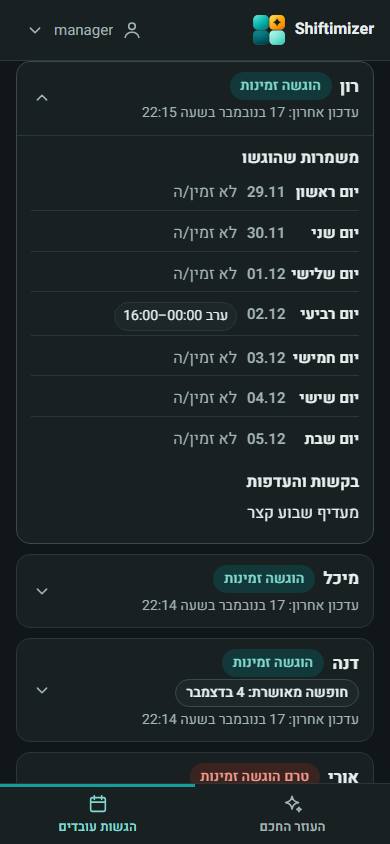 Shiftimizer
manager
רון הוגשה זמינות
עדכון אחרון: 17 בנובמבר בשעה 22:15
משמרות שהוגשו
יום ראשון 29.11 לא זמין/ה
יום שני 30.11 לא זמין/ה
יום שלישי 01.12 לא זמין/ה
יום רביעי 02.12 ערב 16:00–00:00
יום חמישי 03.12 לא זמין/ה
יום שישי 04.12 לא זמין/ה
יום שבת 05.12 לא זמין/ה
בקשות והעדפות
מעדיף שבוע קצר
מיכל הוגשה זמינות
עדכון אחרון: 17 בנובמבר בשעה 22:14
דנה הוגשה זמינות
חופשה מאושרת: 4 בדצמבר
עדכון אחרון: 17 בנובמבר בשעה 22:14
אורי טרם הוגשה זמינות
העוזר החכם
הגשות עובדים